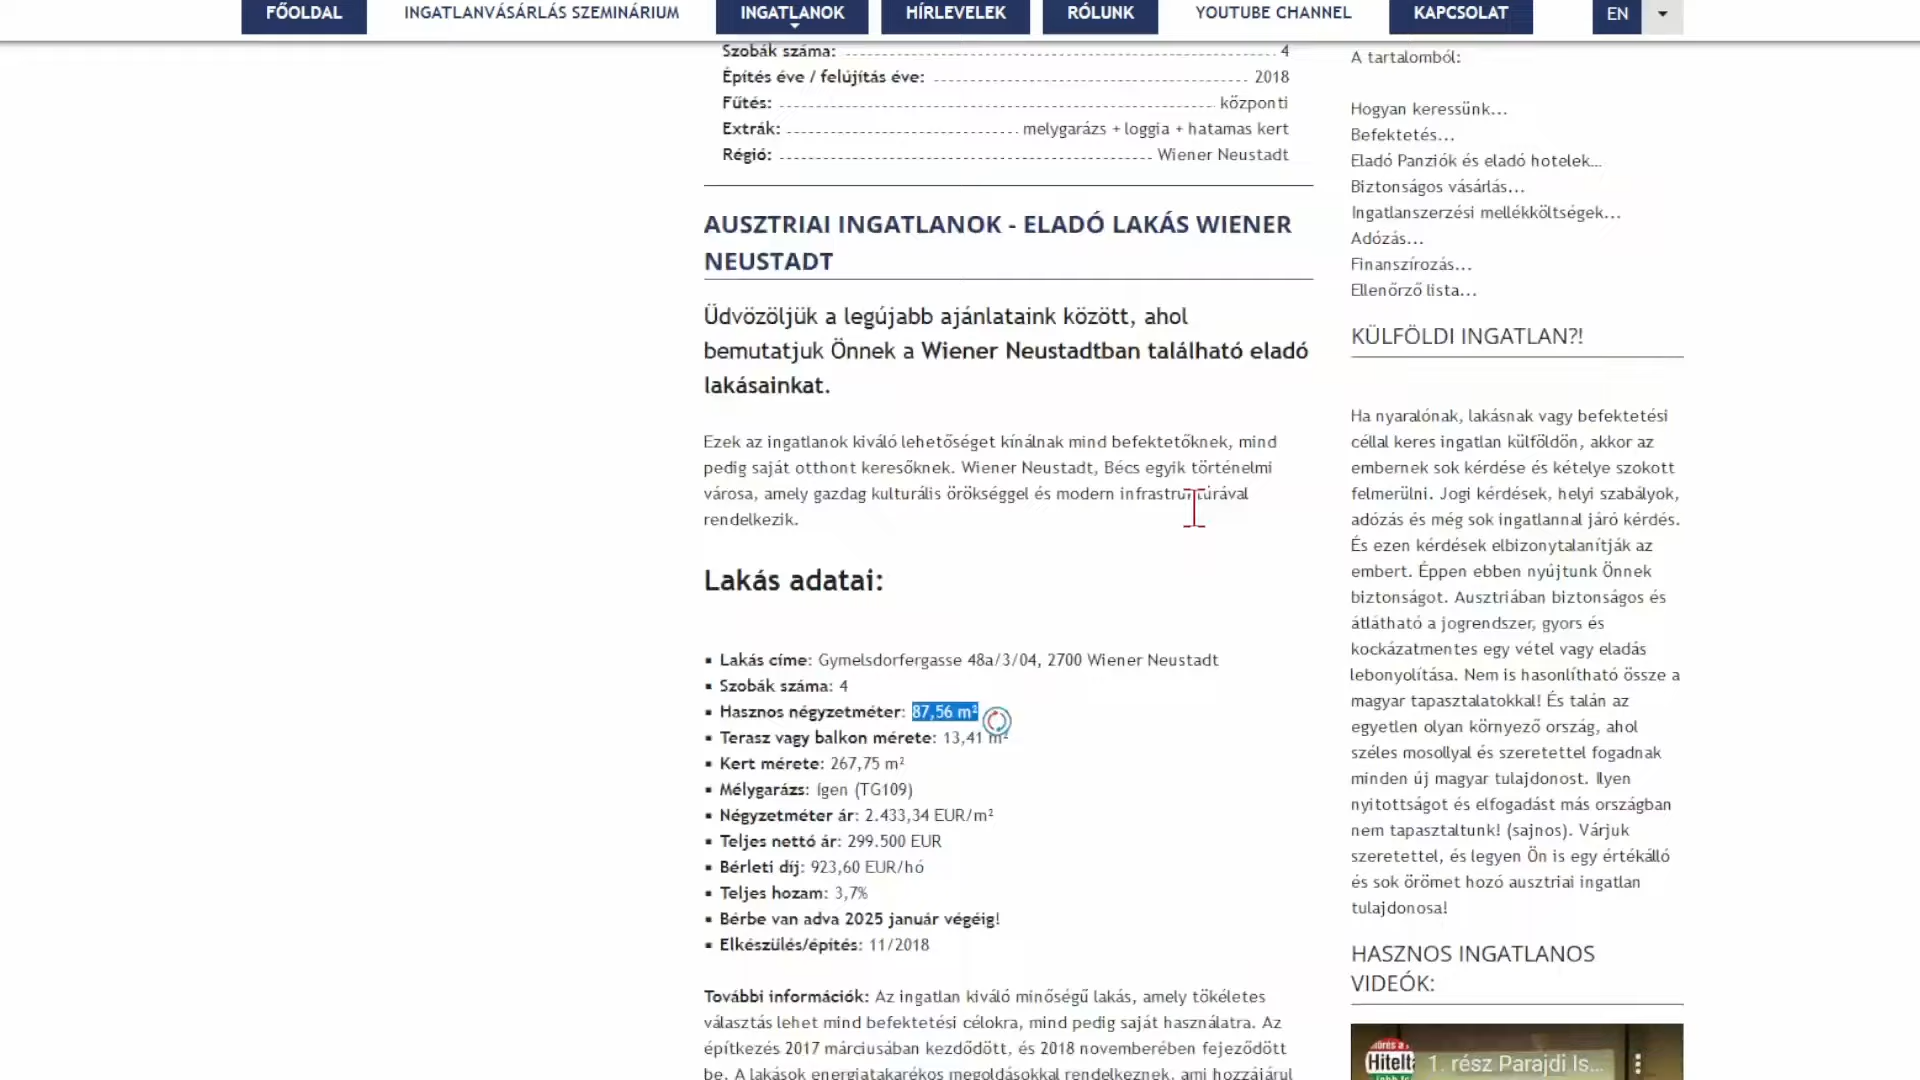 FŐOLDAL
INGATLANVÁSÁRLÁS SZEMINÁRIUM
INGATLANOK
HÍRLEVELEK
RÓLUNK
YOUTUBE CHANNEL
KAPCSOLAT
EN
Szobák száma: 4
Építés éve / felújítás éve: 2018
Fűtés: központi
Extrák: melygarázs + loggia + hatamas kert
Régió: Wiener Neustadt
AUSZTRIAI INGATLANOK - ELADÓ LAKÁS WIENER
NEUSTADT
Üdvözöljük a legújabb ajánlataink között, ahol
bemutatjuk Önnek a Wiener Neustadtban található eladó
lakásainkat.
Ezek az ingatlanok kiváló lehetőséget kínálnak mind befektetőknek, mind
pedig saját otthont keresőknek. Wiener Neustadt, Bécs egyik történelmi
városa, amely gazdag kulturális örökséggel és modern infrastruktúrával
rendelkezik.
Lakás adatai:
▪ Lakás címe: Gymelsdorfergasse 48a/3/04, 2700 Wiener Neustadt
▪ Szobák száma: 4
▪ Hasznos négyzetméter: 87,56 m²
▪ Terasz vagy balkon mérete: 13,41 m²
▪ Kert mérete: 267,75 m²
▪ Mélygarázs: Igen (TG109)
▪ Négyzetméter ár: 2.433,34 EUR/m²
▪ Teljes nettó ár: 299.500 EUR
▪ Bérleti díj: 923,60 EUR/hó
▪ Teljes hozam: 3,7%
▪ Bérbe van adva 2025 január végéig!
▪ Elkészülés/építés: 11/2018
További információk: Az ingatlan kiváló minőségű lakás, amely tökéletes
választás lehet mind befektetési célokra, mind pedig saját használatra. Az
építkezés 2017 márciusában kezdődött, és 2018 novemberében fejeződött
be. A lakások energiatakarékos megoldásokkal rendelkeznek, ami hozzájárul
A tartalomból:
Hogyan keressünk...
Befektetés...
Eladó Panziók és eladó hotelek...
Biztonságos vásárlás...
Ingatlanszerzési mellékköltségek...
Adózás...
Finanszírozás...
Ellenőrző lista...
KÜLFÖLDI INGATLAN?!
Ha nyaralónak, lakásnak vagy befektetési
céllal keres ingatlan külföldön, akkor az
embernek sok kérdése és kételye szokott
felmerülni. Jogi kérdések, helyi szabályok,
adózás és még sok ingatlannal járó kérdés.
És ezen kérdések elbizonytalanítják az
embert. Éppen ebben nyújtunk Önnek
biztonságot. Ausztriában biztonságos és
átlátható a jogrendszer, gyors és
kockázatmentes egy vétel vagy eladás
lebonyolítása. Nem is hasonlítható össze a
magyar tapasztalatokkal! És talán az
egyetlen olyan környező ország, ahol
széles mosollyal és szeretettel fogadnak
minden új magyar tulajdonost. Ilyen
nyitottságot és elfogadást más országban
nem tapasztaltunk! (sajnos). Várjuk
szeretettel, és legyen Ön is egy értékálló
és sok örömet hozó ausztriai ingatlan
tulajdonosa!
HASZNOS INGATLANOS
VIDEÓK:
1. rész Parajdi Is...